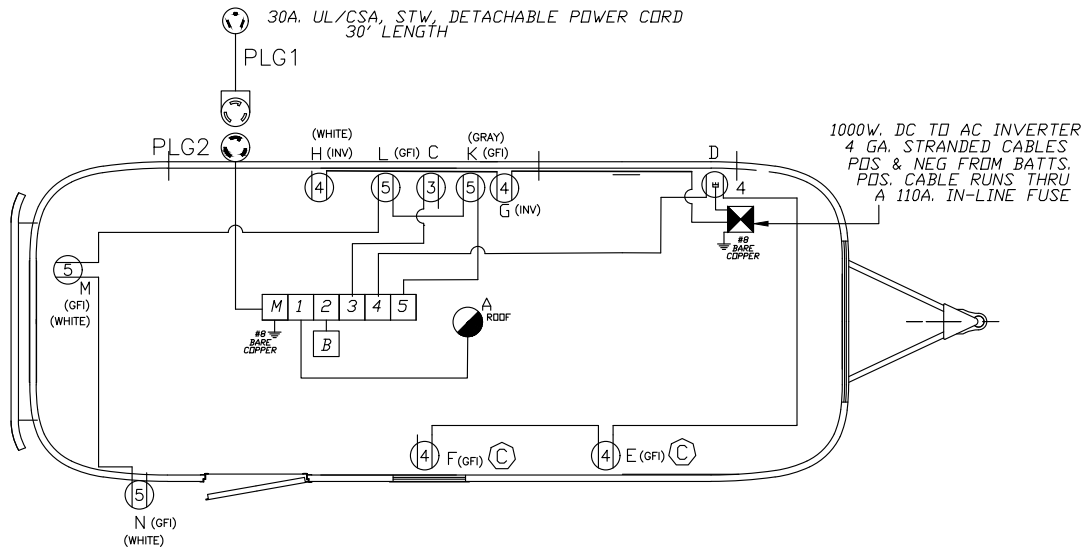 30A. UL/CSA, STW, DETACHABLE POWER CORD
30' LENGTH
PLG1
PLG2
(WHITE)
H (INV)
L (GFI)
C
(GRAY)
K (GFI)
D
1000W. DC TO AC INVERTER
4 GA. STRANDED CABLES
POS & NEG FROM BATTS.
POS. CABLE RUNS THRU
A 110A. IN-LINE FUSE
4
5
3
5
4
4
G (INV)
#8
BARE
COPPER
5
M
(GFI)
(WHITE)
M 1 2 3 4 5
#8
BARE
COPPER
B
A
ROOF
4
F (GFI)
C
4
E (GFI)
C
5
N (GFI)
(WHITE)